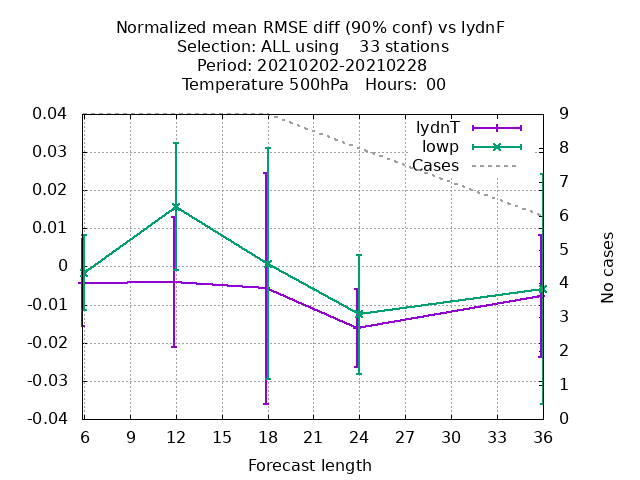 Normalized mean RMSE diff (90% conf) vs lydnF
Selection: ALL using    33 stations
Period: 20210202-20210228
Temperature 500hPa   Hours:  00
0.04
0.03
0.02
0.01
0
-0.01
-0.02
-0.03
-0.04
lydnT
lowp
Cases
9
8
7
6
5
4
3
2
1
0
No cases
6 9 12 15 18 21 24 27 30 33 36
Forecast length